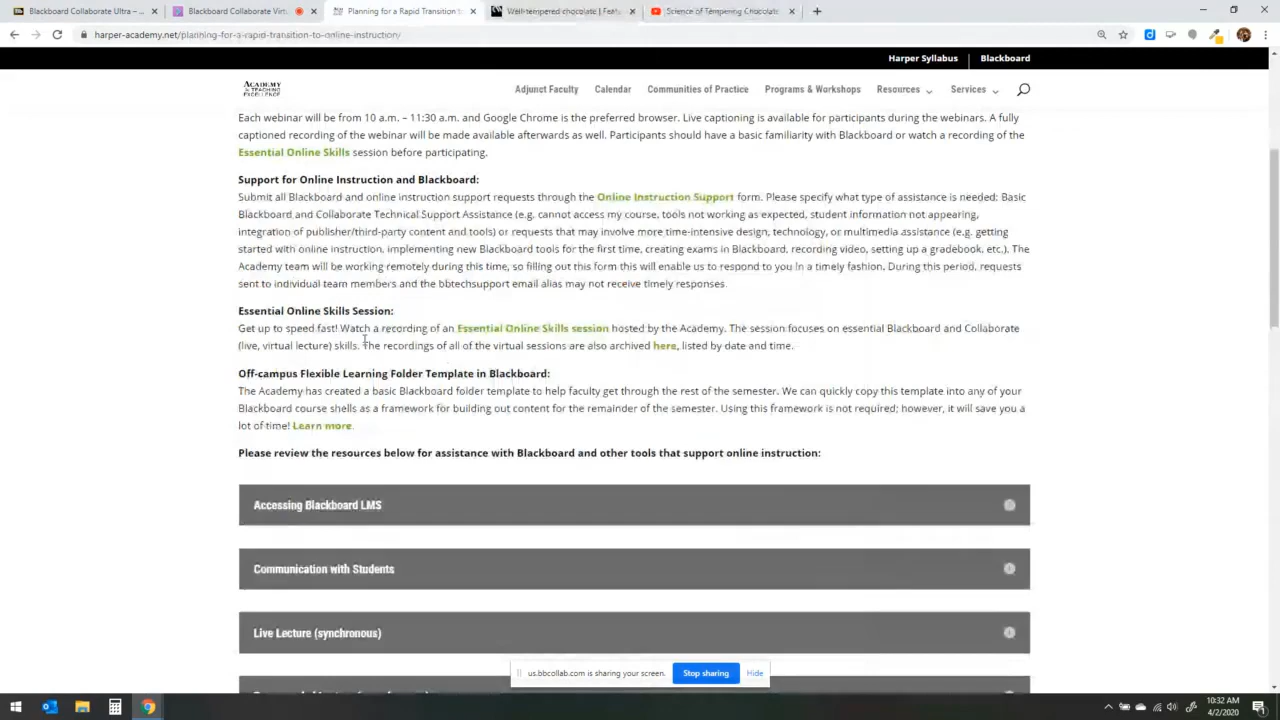 Blackboard Collaborate Ultra – ...
Blackboard Collaborate Virtu
Planning for a Rapid Transition to
Well-tempered chocolate | Featu
Science of Tempering Chocolate
harper-academy.net/planning-for-a-rapid-transition-to-online-instruction/
Harper Syllabus
Blackboard
ACADEMY
TEACHING
EXCELLENCE
Adjunct Faculty
Calendar
Communities of Practice
Programs & Workshops
Resources
Services
Each webinar will be from 10 a.m. – 11:30 a.m. and Google Chrome is the preferred browser. Live captioning is available for participants during the webinars. A fully
captioned recording of the webinar will be made available afterwards as well. Participants should have a basic familiarity with Blackboard or watch a recording of the
Essential Online Skills session before participating.
Support for Online Instruction and Blackboard:
Submit all Blackboard and online instruction support requests through the Online Instruction Support form. Please specify what type of assistance is needed: Basic
Blackboard and Collaborate Technical Support Assistance (e.g. cannot access my course, tools not working as expected, student information not appearing,
integration of publisher/third-party content and tools) or requests that may involve more time-intensive design, technology, or multimedia assistance (e.g. getting
started with online instruction, implementing new Blackboard tools for the first time, creating exams in Blackboard, recording video, setting up a gradebook, etc.). The
Academy team will be working remotely during this time, so filling out this form this will enable us to respond to you in a timely fashion. During this period, requests
sent to individual team members and the bbtechsupport email alias may not receive timely responses.
Essential Online Skills Session:
Get up to speed fast! Watch a recording of an Essential Online Skills session hosted by the Academy. The session focuses on essential Blackboard and Collaborate
(live, virtual lecture) skills. The recordings of all of the virtual sessions are also archived here, listed by date and time.
Off-campus Flexible Learning Folder Template in Blackboard:
The Academy has created a basic Blackboard folder template to help faculty get through the rest of the semester. We can quickly copy this template into any of your
Blackboard course shells as a framework for building out content for the remainder of the semester. Using this framework is not required; however, it will save you a
lot of time! Learn more.
Please review the resources below for assistance with Blackboard and other tools that support online instruction:
Accessing Blackboard LMS
Communication with Students
Live Lecture (synchronous)
us.bbcollab.com is sharing your screen.
Stop sharing
Hide
10:32 AM
4/2/2020